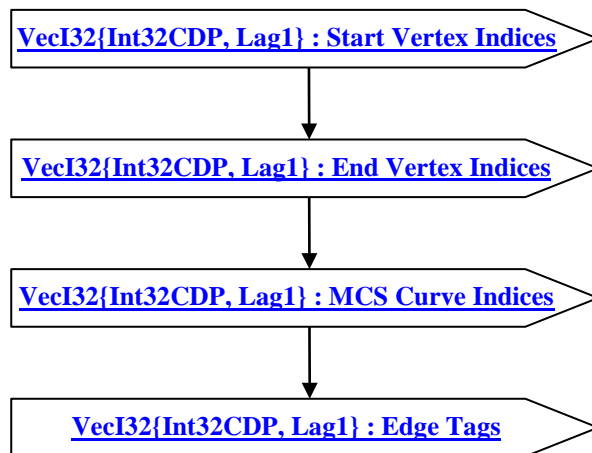 VecI32{Int32CDP, Lag1} : Start Vertex Indices
VecI32{Int32CDP, Lag1} : End Vertex Indices
VecI32{Int32CDP, Lag1} : MCS Curve Indices
VecI32{Int32CDP, Lag1} : Edge Tags